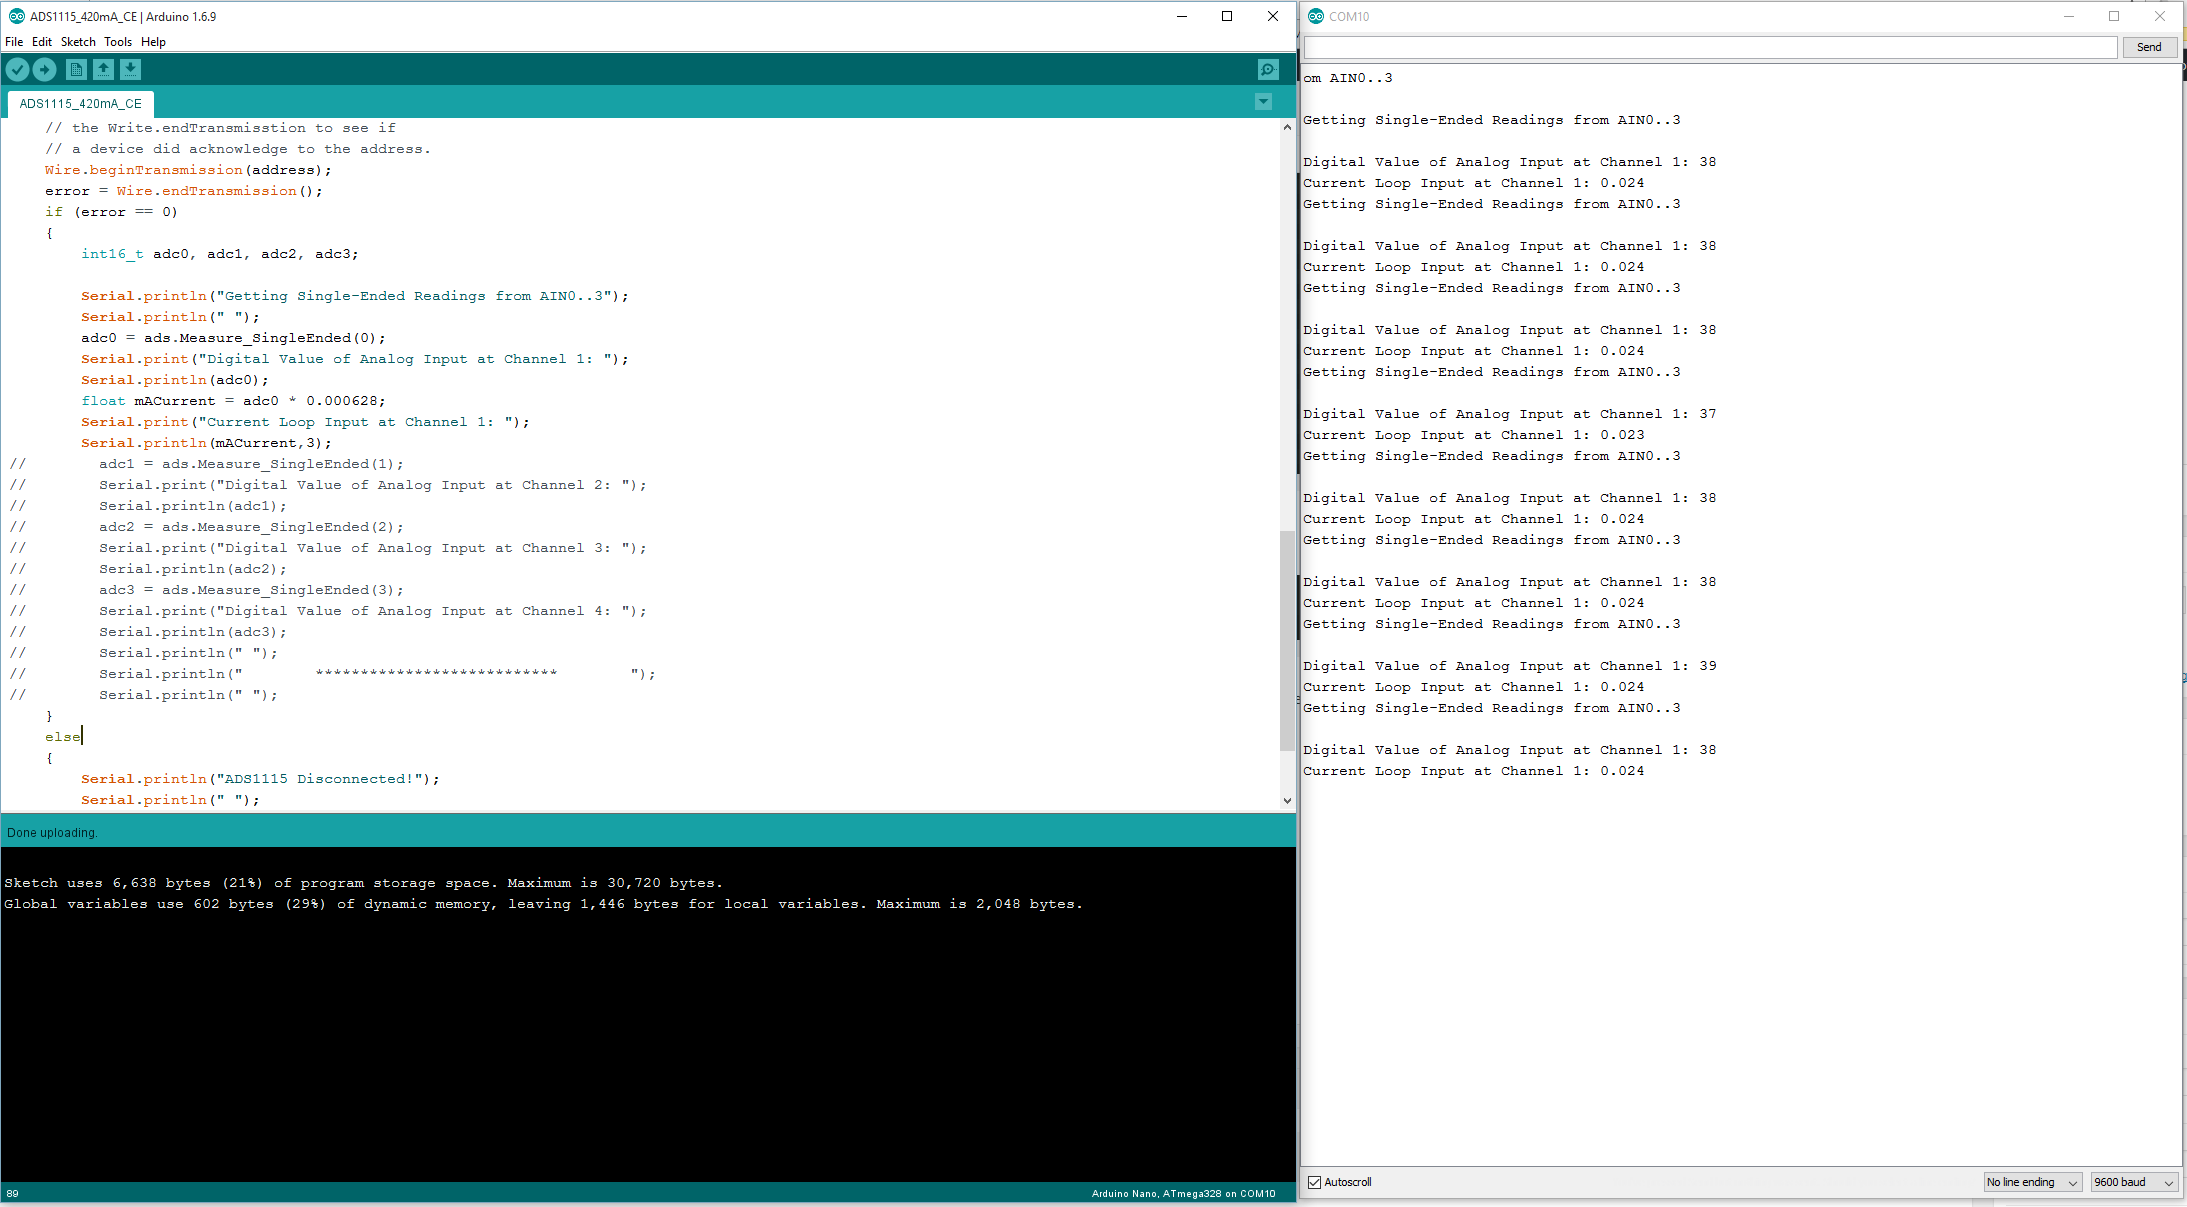 ADS1115_420mA_CE | Arduino 1.6.9
File Edit Sketch Tools Help
ADS1115_420mA_CE
// the Write.endTransmisstion to see if
// a device did acknowledge to the address.
Wire.beginTransmission(address);
error = Wire.endTransmission();
if (error == 0)
{
int16_t adc0, adc1, adc2, adc3;
Serial.println("Getting Single-Ended Readings from AIN0..3");
Serial.println(" ");
adc0 = ads.Measure_SingleEnded(0);
Serial.print("Digital Value of Analog Input at Channel 1: ");
Serial.println(adc0);
float mACurrent = adc0 * 0.000628;
Serial.print("Current Loop Input at Channel 1: ");
Serial.println(mACurrent,3);
// adc1 = ads.Measure_SingleEnded(1);
// Serial.print("Digital Value of Analog Input at Channel 2: ");
// Serial.println(adc1);
// adc2 = ads.Measure_SingleEnded(2);
// Serial.print("Digital Value of Analog Input at Channel 3: ");
// Serial.println(adc2);
// adc3 = ads.Measure_SingleEnded(3);
// Serial.print("Digital Value of Analog Input at Channel 4: ");
// Serial.println(adc3);
// Serial.println(" ");
// Serial.println("        ***************************        ");
// Serial.println(" ");
}
else
{
Serial.println("ADS1115 Disconnected!");
Serial.println(" ");
Done uploading.
Sketch uses 6,638 bytes (21%) of program storage space. Maximum is 30,720 bytes.
Global variables use 602 bytes (29%) of dynamic memory, leaving 1,446 bytes for local variables. Maximum is 2,048 bytes.
89
Arduino Nano, ATmega328 on COM10
COM10
Send
om AIN0..3
Getting Single-Ended Readings from AIN0..3
Digital Value of Analog Input at Channel 1: 38
Current Loop Input at Channel 1: 0.024
Getting Single-Ended Readings from AIN0..3
Digital Value of Analog Input at Channel 1: 38
Current Loop Input at Channel 1: 0.024
Getting Single-Ended Readings from AIN0..3
Digital Value of Analog Input at Channel 1: 38
Current Loop Input at Channel 1: 0.024
Getting Single-Ended Readings from AIN0..3
Digital Value of Analog Input at Channel 1: 37
Current Loop Input at Channel 1: 0.023
Getting Single-Ended Readings from AIN0..3
Digital Value of Analog Input at Channel 1: 38
Current Loop Input at Channel 1: 0.024
Getting Single-Ended Readings from AIN0..3
Digital Value of Analog Input at Channel 1: 38
Current Loop Input at Channel 1: 0.024
Getting Single-Ended Readings from AIN0..3
Digital Value of Analog Input at Channel 1: 39
Current Loop Input at Channel 1: 0.024
Getting Single-Ended Readings from AIN0..3
Digital Value of Analog Input at Channel 1: 38
Current Loop Input at Channel 1: 0.024
Autoscroll
No line ending
9600 baud